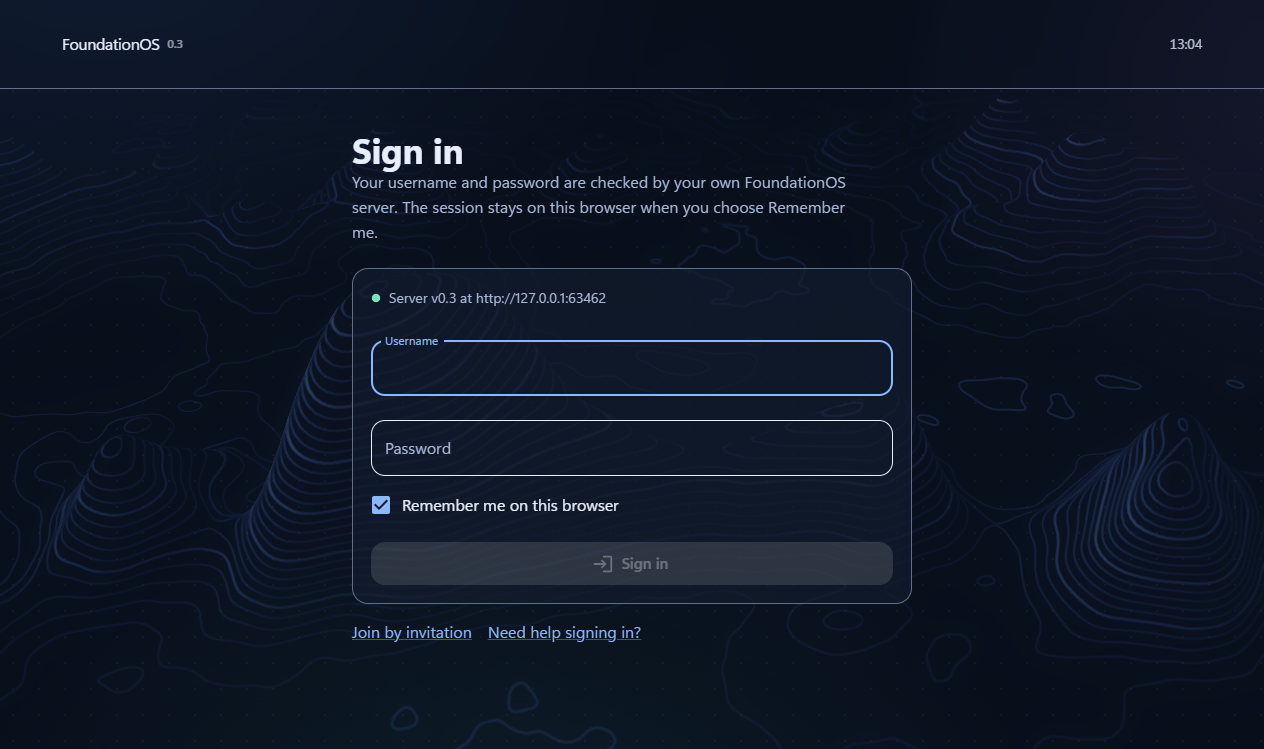 FoundationOS 0.3
13:04
Sign in
Your username and password are checked by your own FoundationOS
server. The session stays on this browser when you choose Remember
me.
Server v0.3 at http://127.0.0.1:63462
Username
Password
Remember me on this browser
Sign in
Join by invitation Need help signing in?